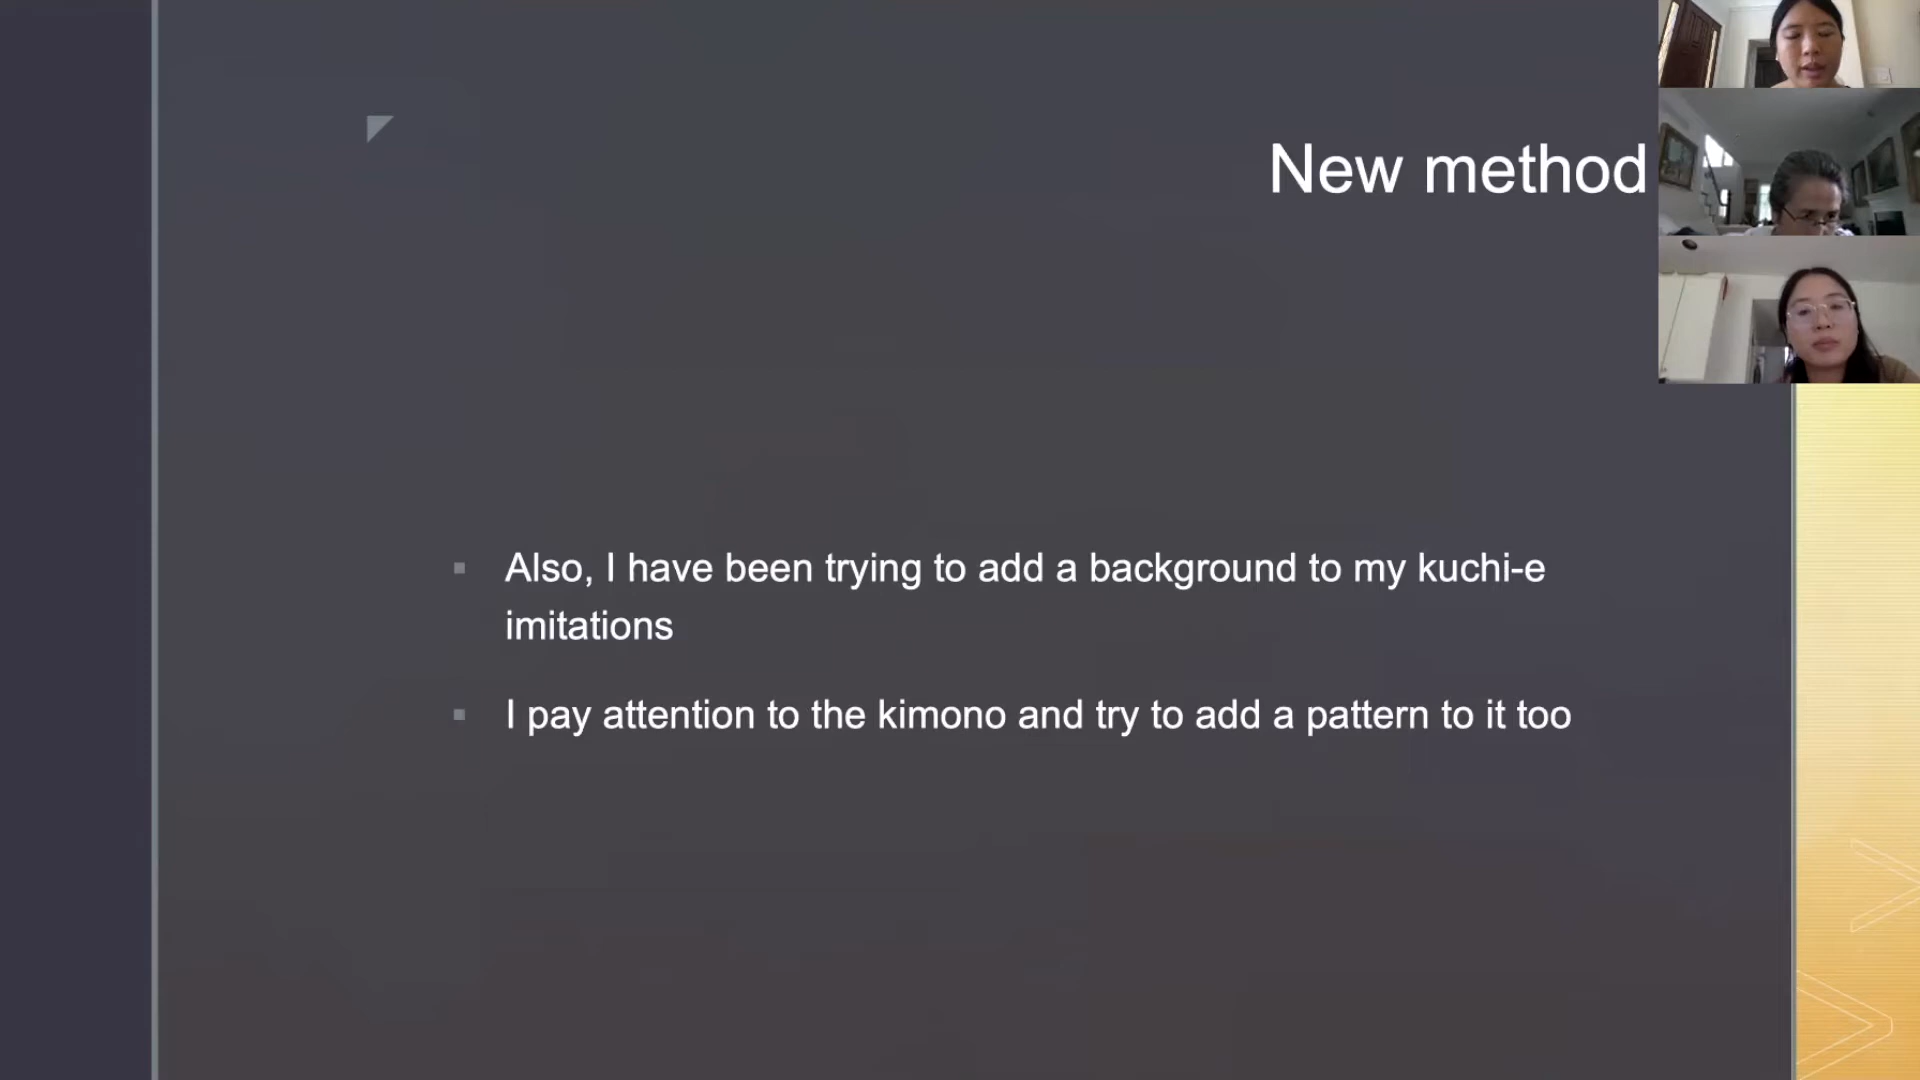 New method
Also, I have been trying to add a background to my kuchi-e
imitations
I pay attention to the kimono and try to add a pattern to it too